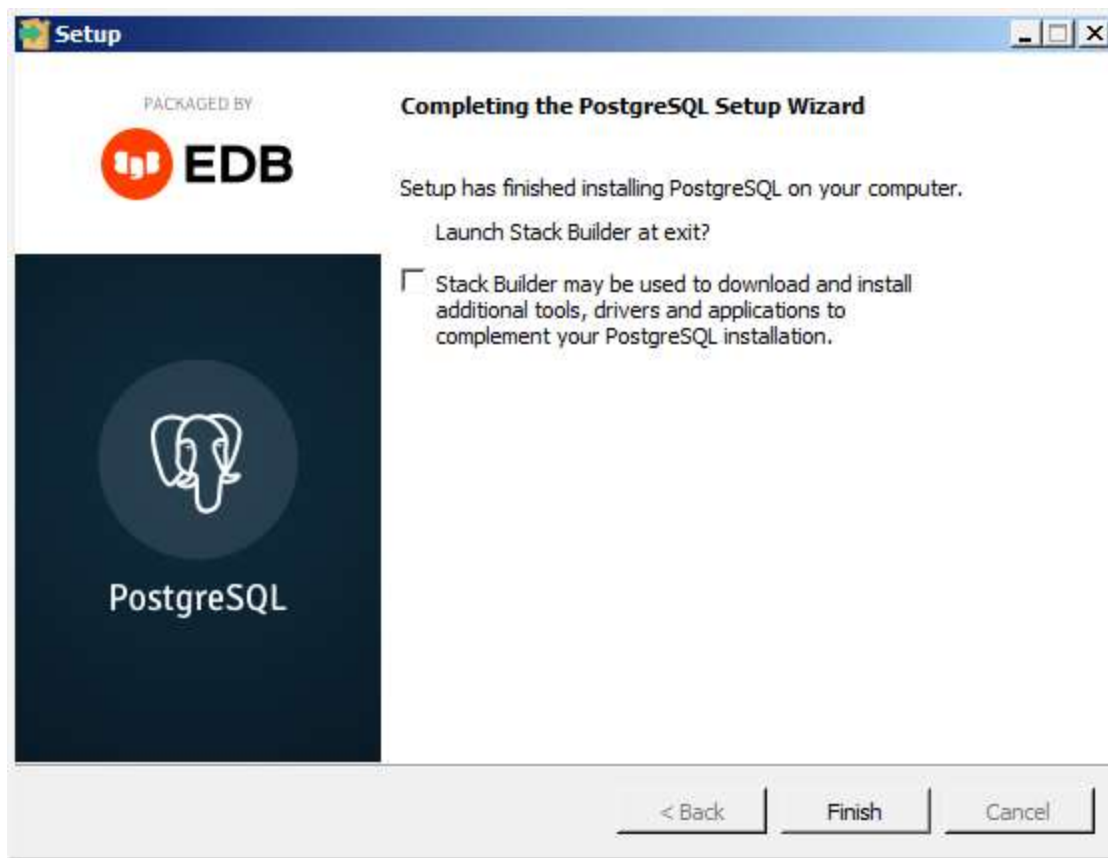 Setup
PACKAGED BY
EDB
Completing the PostgreSQL Setup Wizard
Setup has finished installing PostgreSQL on your computer.
Launch Stack Builder at exit?
Stack Builder may be used to download and install
additional tools, drivers and applications to
complement your PostgreSQL installation.
PostgreSQL
< Back
Finish
Cancel